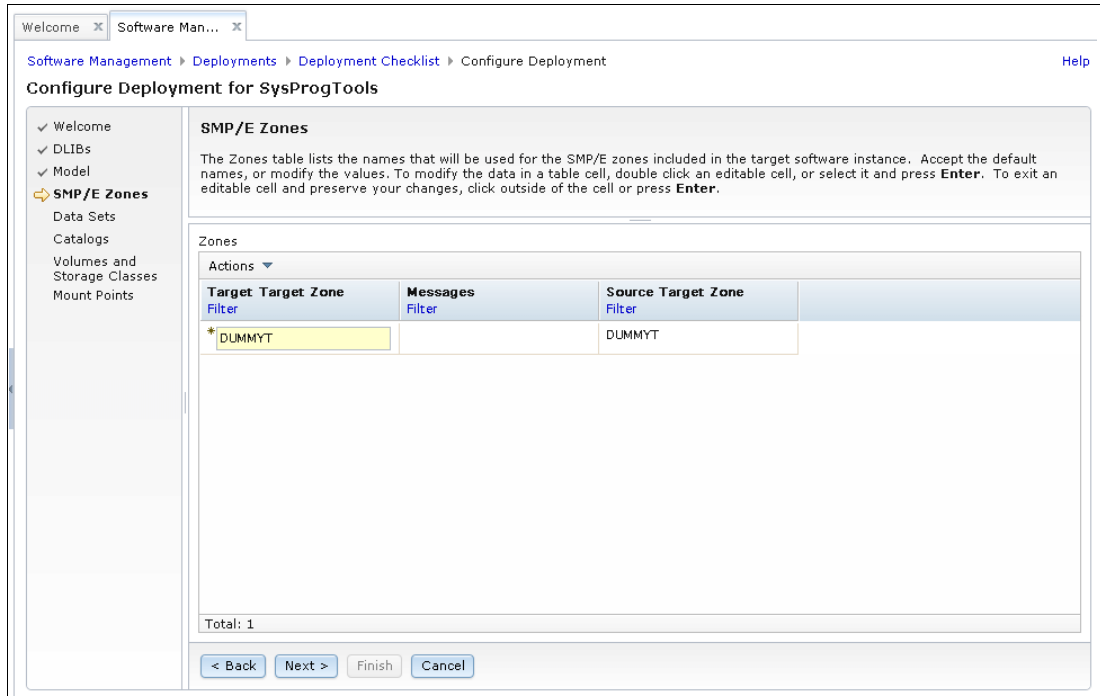 Welcome
Software Man...
Software Management
Deployments
Deployment Checklist
Configure Deployment
Help
Configure Deployment for SysProgTools
Welcome
DLIBs
Model
SMP/E Zones
Data Sets
Catalogs
Volumes and
Storage Classes
Mount Points
SMP/E Zones
The Zones table lists the names that will be used for the SMP/E zones included in the target software instance. Accept the default
names, or modify the values. To modify the data in a table cell, double click an editable cell, or select it and press Enter. To exit an
editable cell and preserve your changes, click outside of the cell or press Enter.
Zones
Actions
Target Target Zone
Messages
Source Target Zone
Filter
Filter
Filter
* DUMMYT
DUMMYT
Total: 1
< Back
Next >
Finish
Cancel